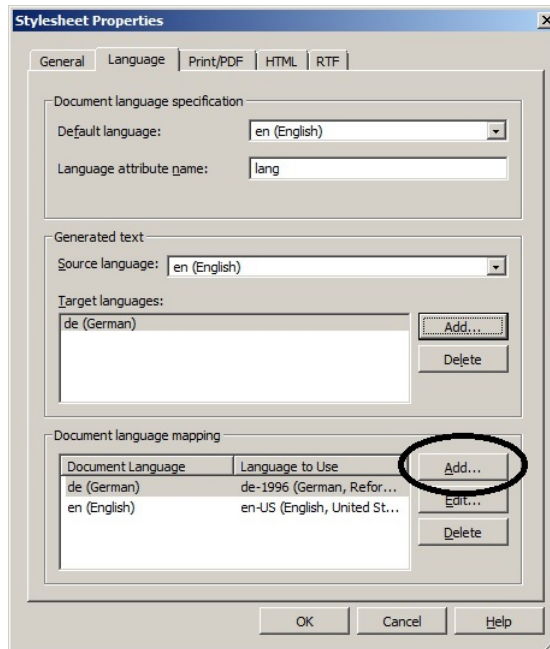 Stylesheet Properties
General Language Print/PDF HTML RTF
Document language specification
Default language: en (English)
Language attribute name: lang
Generated text
Source language: en (English)
Target languages:
de (German)
Add...
Delete
Document language mapping
Document Language Language to Use
de (German) de-1996 (German, Refor...
en (English) en-US (English, United St...
Add...
Edit...
Delete
OK Cancel Help